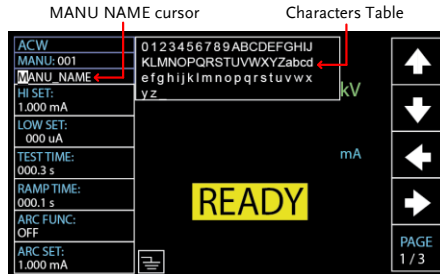 MANU NAME cursor
Characters Table
ACW
MANU: 001
MANU_NAME
HI SET:
1.000 mA
LOW SET:
000 uA
TEST TIME:
000.3 s
RAMP TIME:
000.1 s
ARC FUNC:
OFF
ARC SET:
1.000 mA
0123456789ABCDEFGHIJ
KLMNOPQRSTUVWXYZabcd
efghijklmnopqrstuvwx
yz_
kV
mA
READY
PAGE
1 / 3